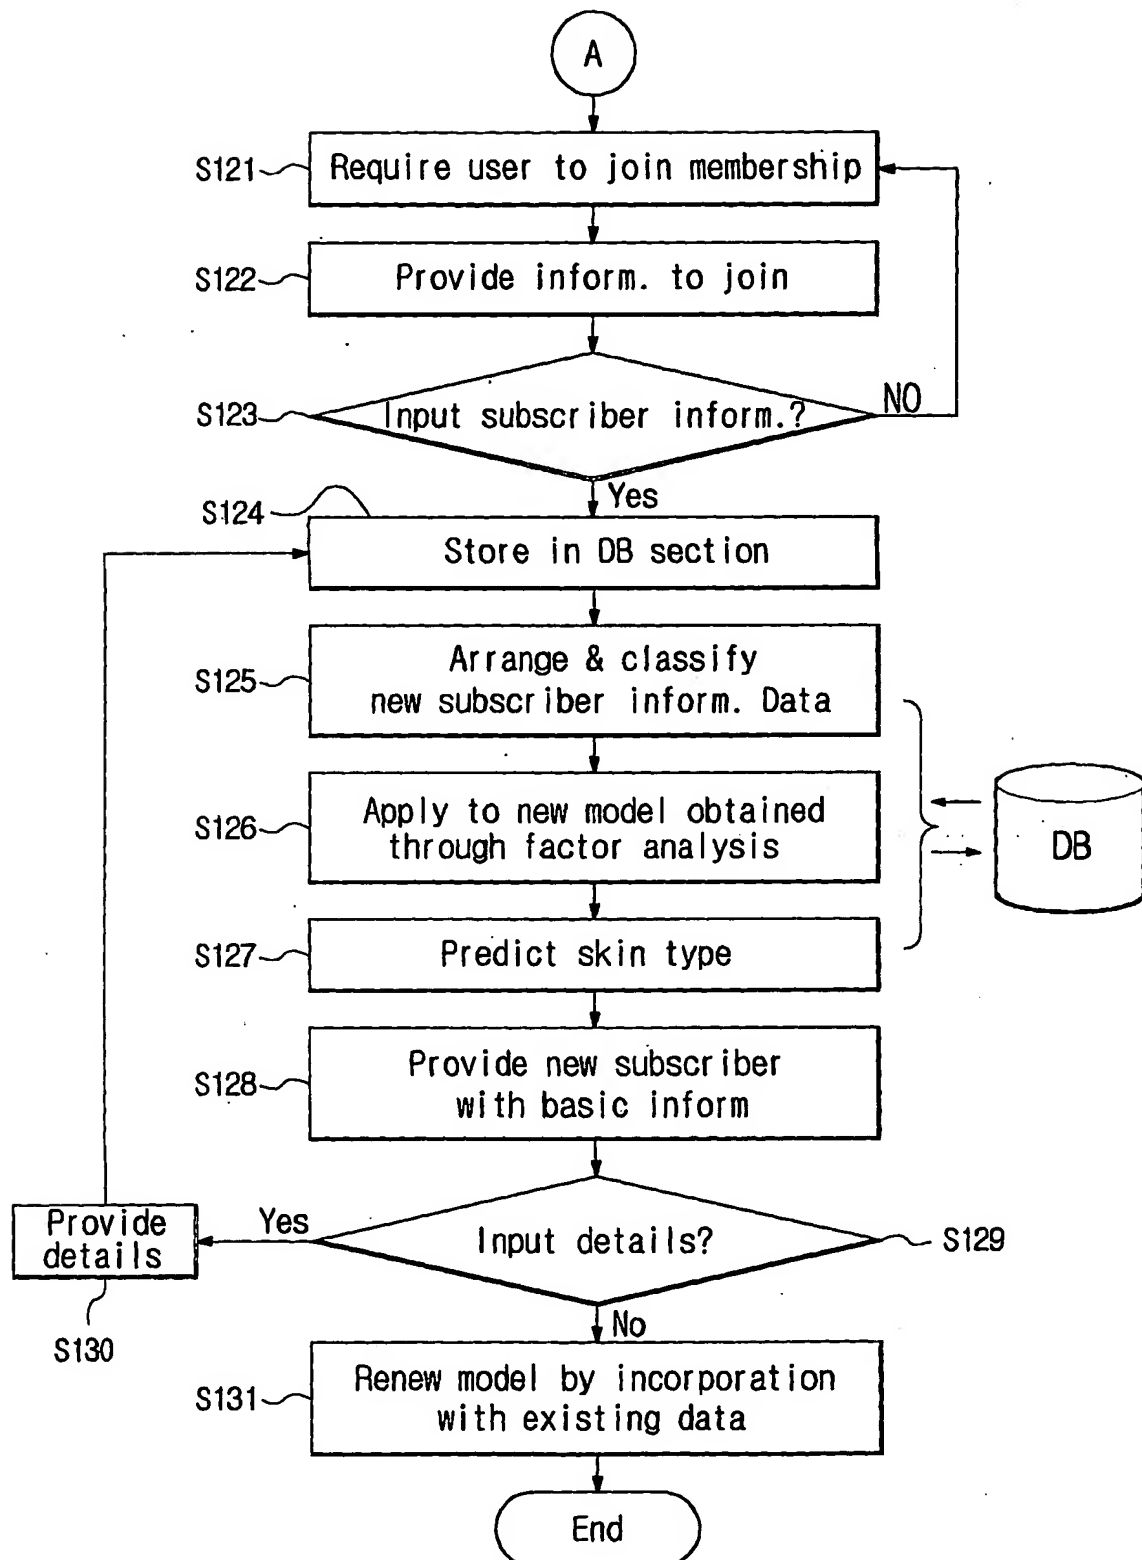 A
S121
Require user to join membership
S122
Provide inform. to join
S123
Input subscriber inform.?
NO
Yes
S124
Store in DB section
S125
Arrange & classify
new subscriber inform. Data
S126
Apply to new model obtained
through factor analysis
DB
S127
Predict skin type
S128
Provide new subscriber
with basic inform
Provide
details
Yes
Input details?
S129
S130
No
S131
Renew model by incorporation
with existing data
End